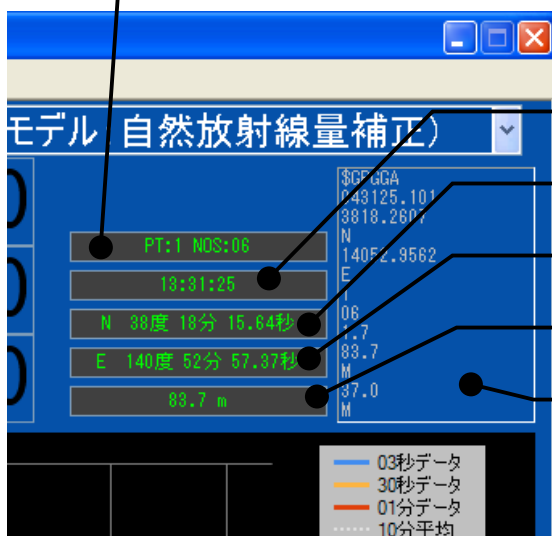 モデル 自然放射線量補正)
$GPGGA
043125.101
3818.2607
N
14052.9562
E
1
06
1.7
83.7
M
37.0
M
PT:1 NOS:06
13:31:25
N 38度 18分 15.64秒
E 140度 52分 57.37秒
83.7 m
03秒データ
30秒データ
01分データ
10分平均